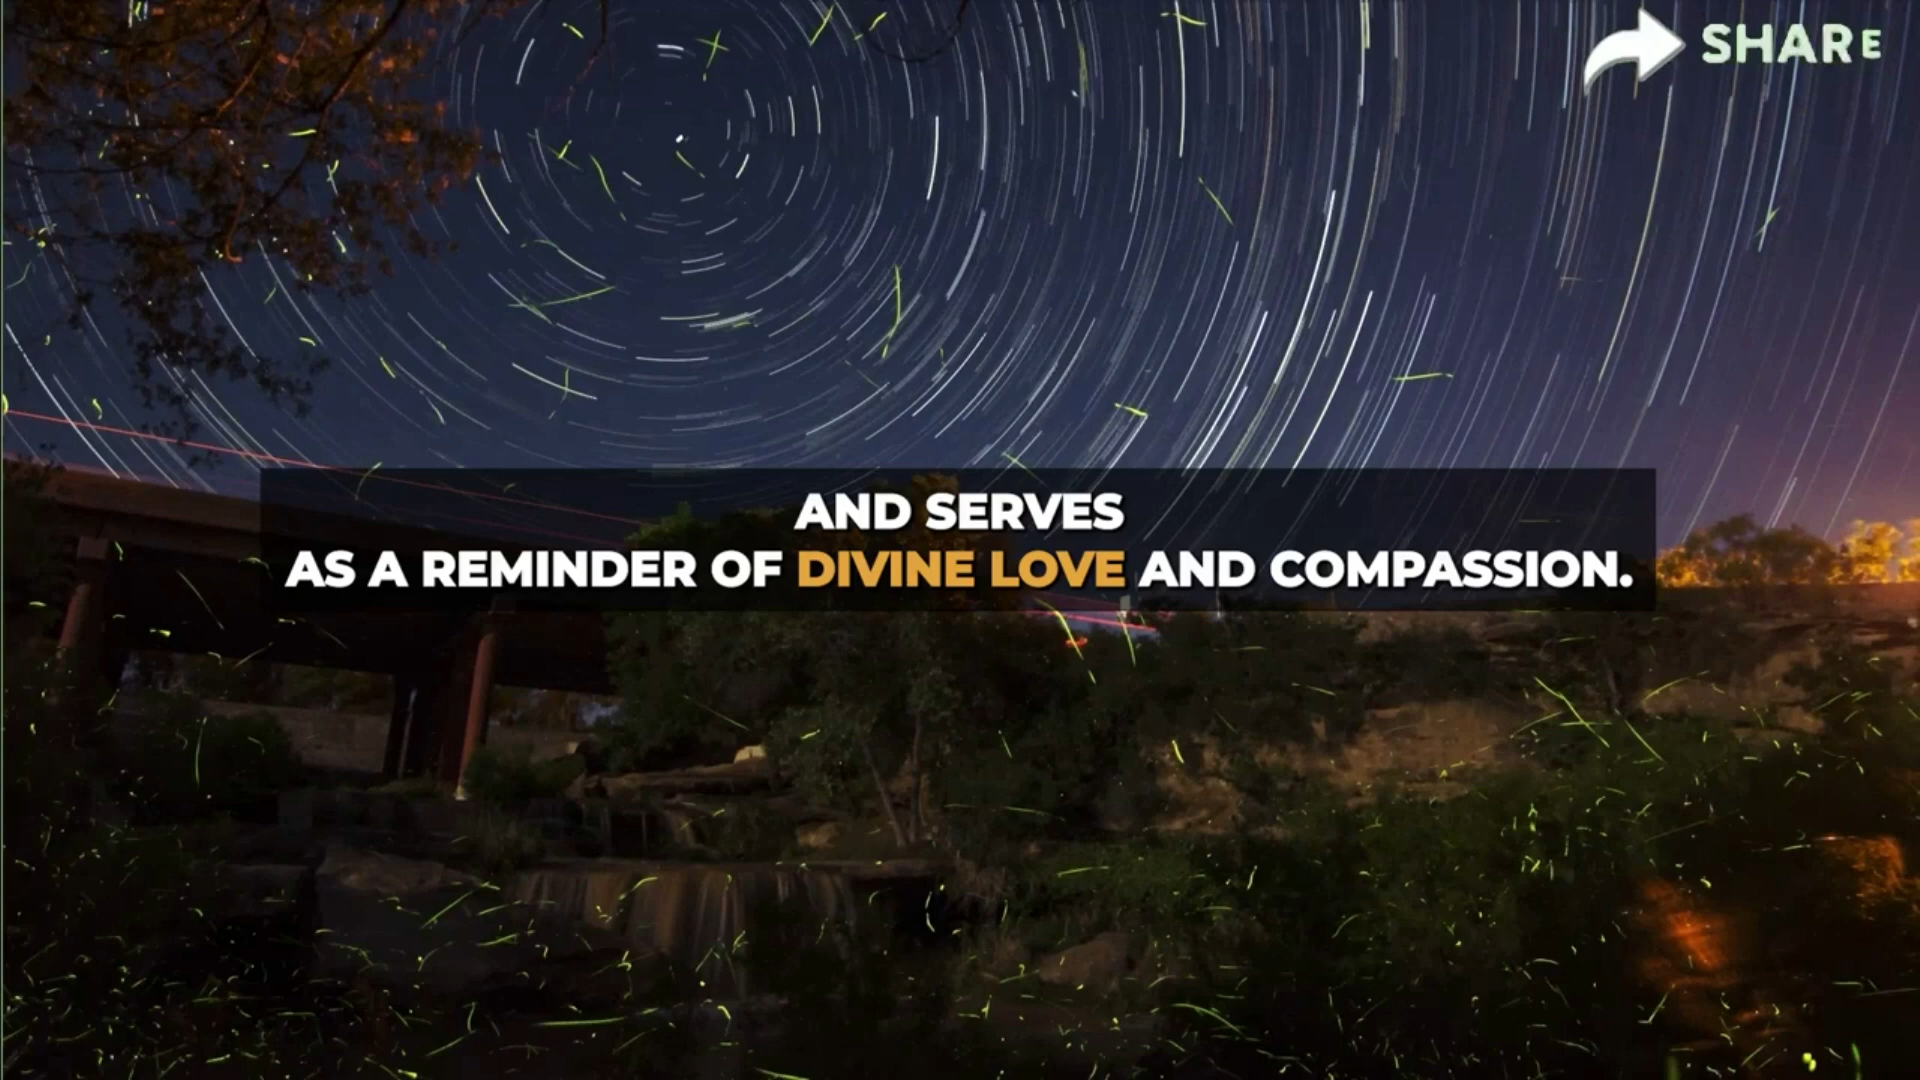 SHARE
AND SERVES
AS A REMINDER OF DIVINE LOVE AND COMPASSION.